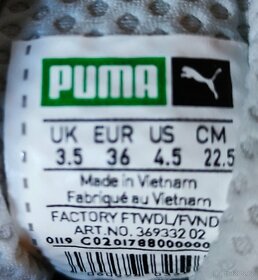 PUMA
UK EUR US CM
3.5 36 4.5 22.5
Made in Vietnam
Fabriqué au Vietnam
FACTORY FTWDL/FVND
ART.NO. 369332 02
0119 C0201788000000